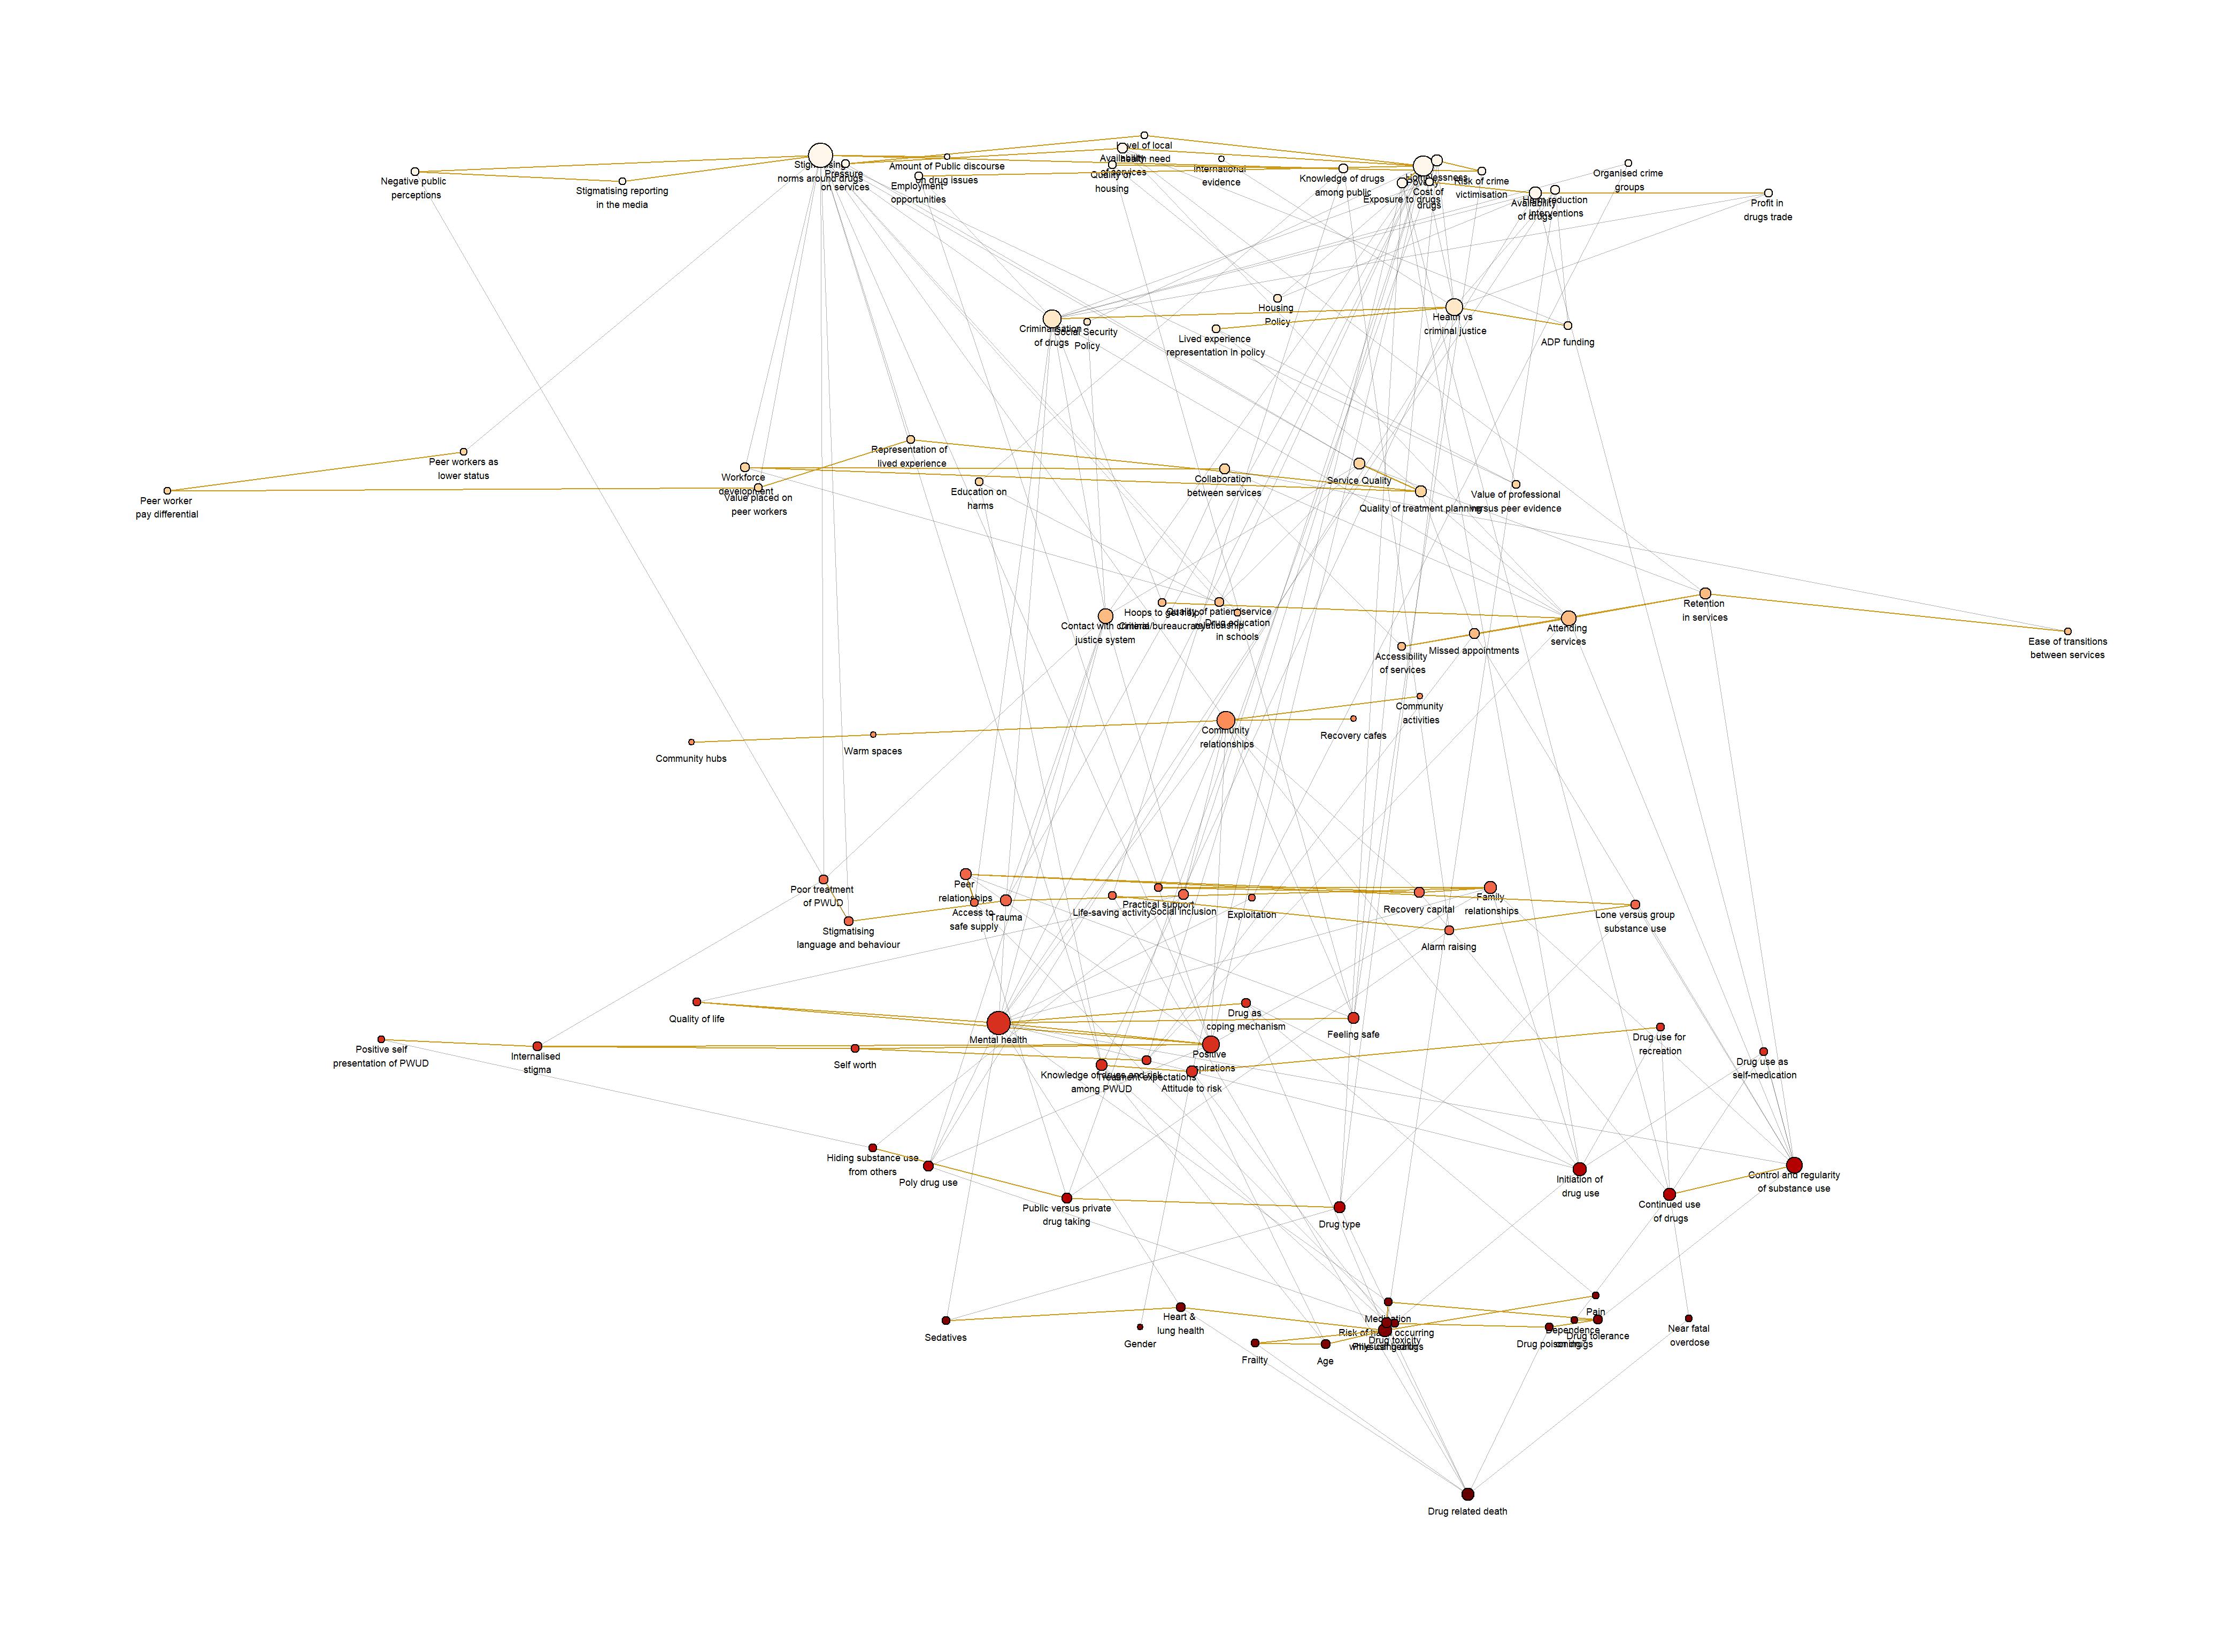 Negative public
perceptions
Stigmatising reporting
in the media
norms around drugs
Pressure
on services
Amount of Public discourse
on drug issues
Employment
opportunities
Level of local
health need
Availability
of services
Quality of
housing
International
evidence
Knowledge of drugs
among public
Homelessness
Poverty
Exposure to drugs
Cost of
drugs
Risk of crime
victimisation
Organised crime
groups
Harm reduction
interventions
Availability
of drugs
Profit in
drugs trade
Criminalisation
of drugs
Social Security
Policy
Housing
Policy
Lived experience
representation in policy
Health vs
criminal justice
ADP funding
Peer workers as
lower status
Peer worker
pay differential
Representation of
lived experience
Workforce
development
Value placed on
peer workers
Education on
harms
Collaboration
between services
Service Quality
Quality of treatment planning
Value of professional
versus peer evidence
Contact with criminal
justice system
Hoops to get help
Quality of patient service
relationship
Drug education
in schools
Accessibility
of services
Missed appointments
Attending
services
Retention
in services
Ease of transitions
between services
Community
activities
Community
relationships
Recovery cafes
Warm spaces
Community hubs
Poor treatment
of PWUD
Stigmatising
language and behaviour
Peer
relationships
Access to
safe supply
Trauma
Life-saving activity
Practical support
Social inclusion
Exploitation
Recovery capital
Family
relationships
Alarm raising
Lone versus group
substance use
Quality of life
Mental health
Drug as
coping mechanism
Feeling safe
Drug use for
recreation
Drug use as
self-medication
Positive self
presentation of PWUD
Internalised
stigma
Self worth
Positive
aspirations
Knowledge of drugs and risk
among PWUD
Treatment expectations
Attitude to risk
Hiding substance use
from others
Poly drug use
Public versus private
drug taking
Drug type
Initiation of
drug use
Continued use
of drugs
Control and regularity
of substance use
Sedatives
Heart &
lung health
Gender
Frailty
Age
Medication
Drug toxicity
Pain
Dependence
on drugs
Drug tolerance
Drug poisoning
Near fatal
overdose
Drug related death